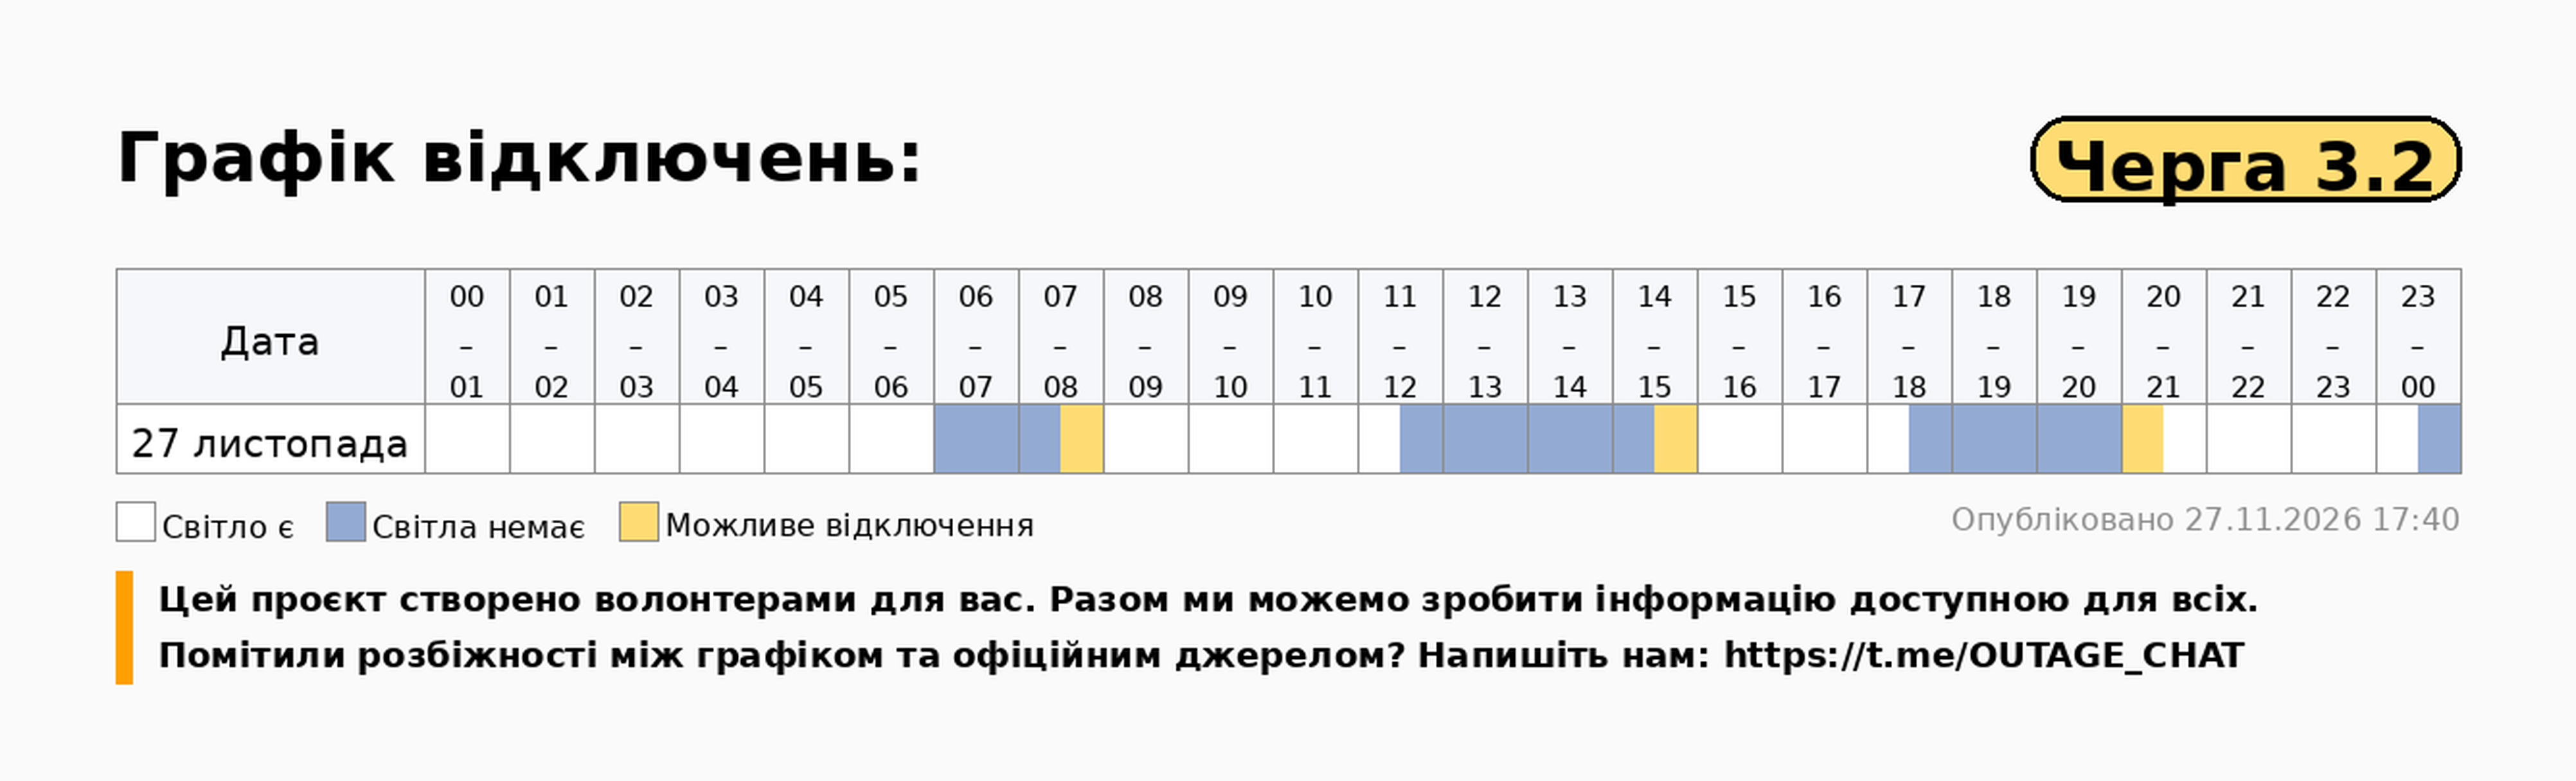 Графік відключень:
Черга 3.2
Дата
00 – 01
01 – 02
02 – 03
03 – 04
04 – 05
05 – 06
06 – 07
07 – 08
08 – 09
09 – 10
10 – 11
11 – 12
12 – 13
13 – 14
14 – 15
15 – 16
16 – 17
17 – 18
18 – 19
19 – 20
20 – 21
21 – 22
22 – 23
23 – 00
27 листопада
Світло є
Світла немає
Можливе відключення
Опубліковано 27.11.2026 17:40
Цей проєкт створено волонтерами для вас. Разом ми можемо зробити інформацію доступною для всіх.
Помітили розбіжності між графіком та офіційним джерелом? Напишіть нам: https://t.me/OUTAGE_CHAT